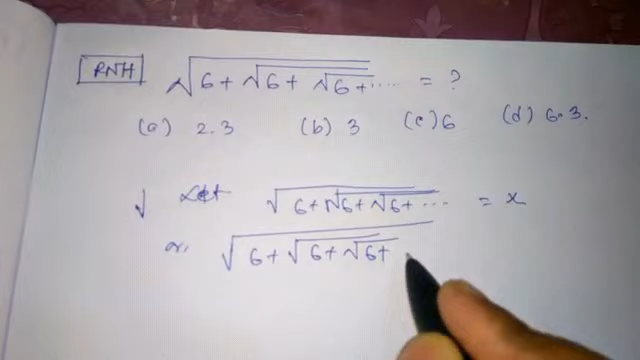 RNH √6+√6+√6+.... = ?
(a) 2.3 (b) 3 (c) 6 (d) 6.3.
√ Let √6+√6+√6+... = x
or, √6+√6+√6+